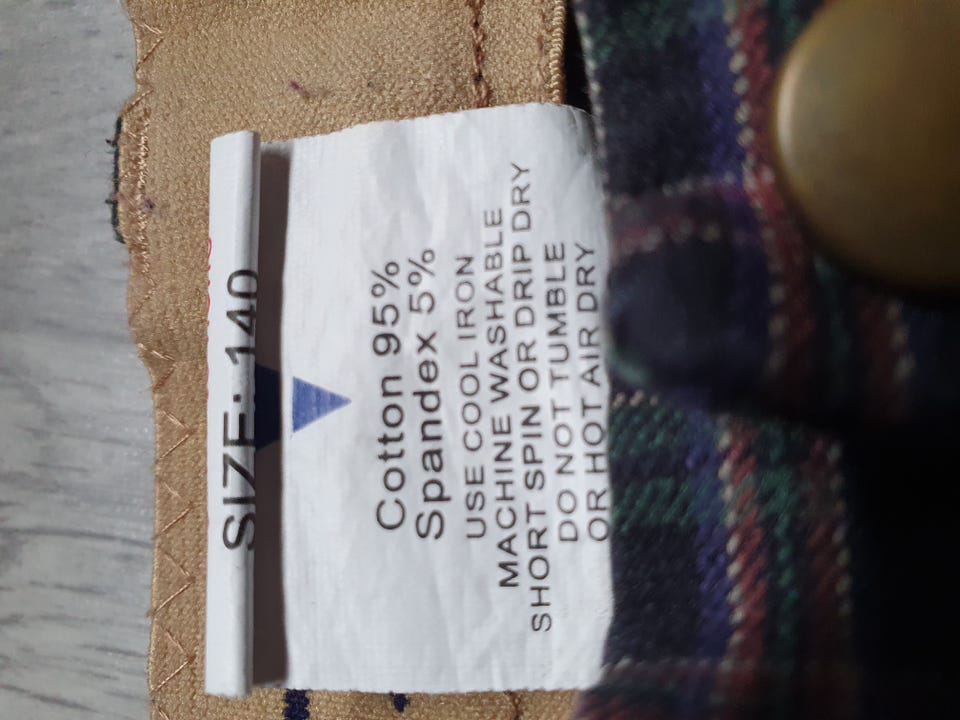 SIZE: 140
Cotton 95%
Spandex 5%
USE COOL IRON
MACHINE WASHABLE
SHORT SPIN OR DRIP DRY
DO NOT TUMBLE
OR HOT AIR DRY